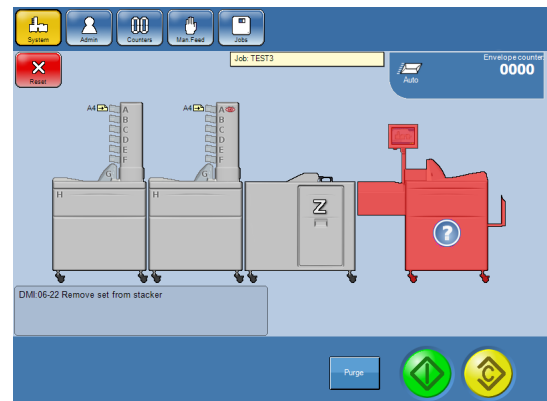 System
Admin
Counters
Man.Feed
Jobs
Reset
Job: TEST3
Auto
Envelope counter:
0000
A4
A
B
C
D
E
F
G
H
A4
A
B
C
D
E
F
G
H
Z
?
DMI:06-22 Remove set from stacker
Purge
C